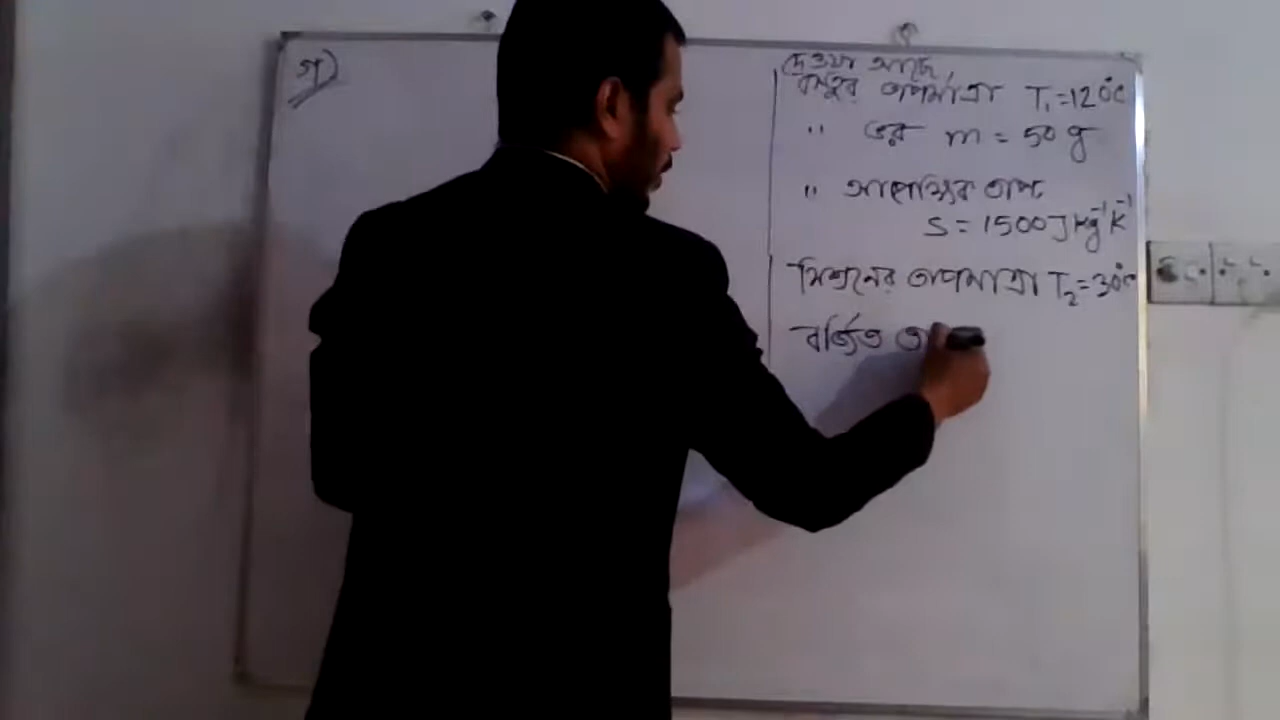 গ)
দেওয়া আছে,
বস্তুর তাপমাত্রা T₁=120°C
" ভর m = 50 g
" আপেক্ষিক তাপ
S = 1500 J kg⁻¹ K⁻¹
মিশ্রনের তাপমাত্রা T₂=30°C
বর্জিত